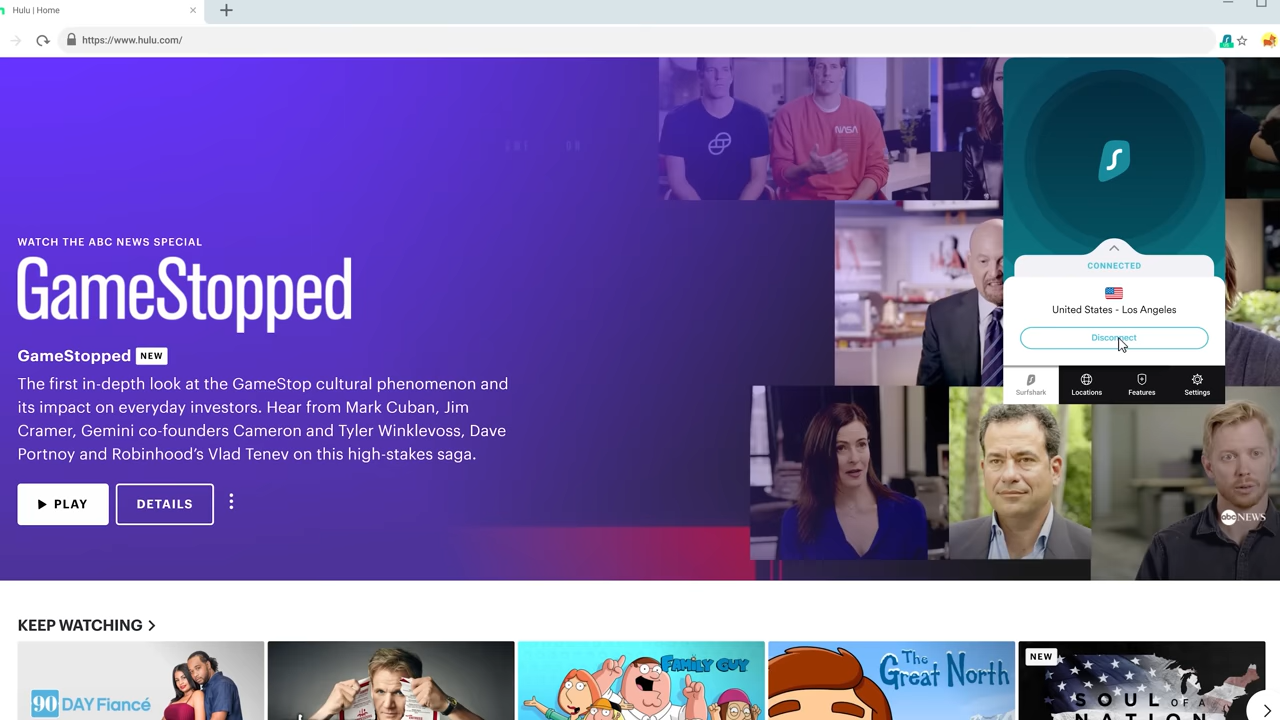 Hulu | Home
https://www.hulu.com/
NASA
WATCH THE ABC NEWS SPECIAL
GameStopped
GameStopped NEW
The first in-depth look at the GameStop cultural phenomenon and
its impact on everyday investors. Hear from Mark Cuban, Jim
Cramer, Gemini co-founders Cameron and Tyler Winklevoss, Dave
Portnoy and Robinhood's Vlad Tenev on this high-stakes saga.
PLAY
DETAILS
CONNECTED
United States - Los Angeles
Disconnect
Surfshark
Locations
Features
Settings
abc NEWS
KEEP WATCHING
90 DAY Fiancé
FAMILY GUY
The
Great North
NEW
SOUL OF A
NATION